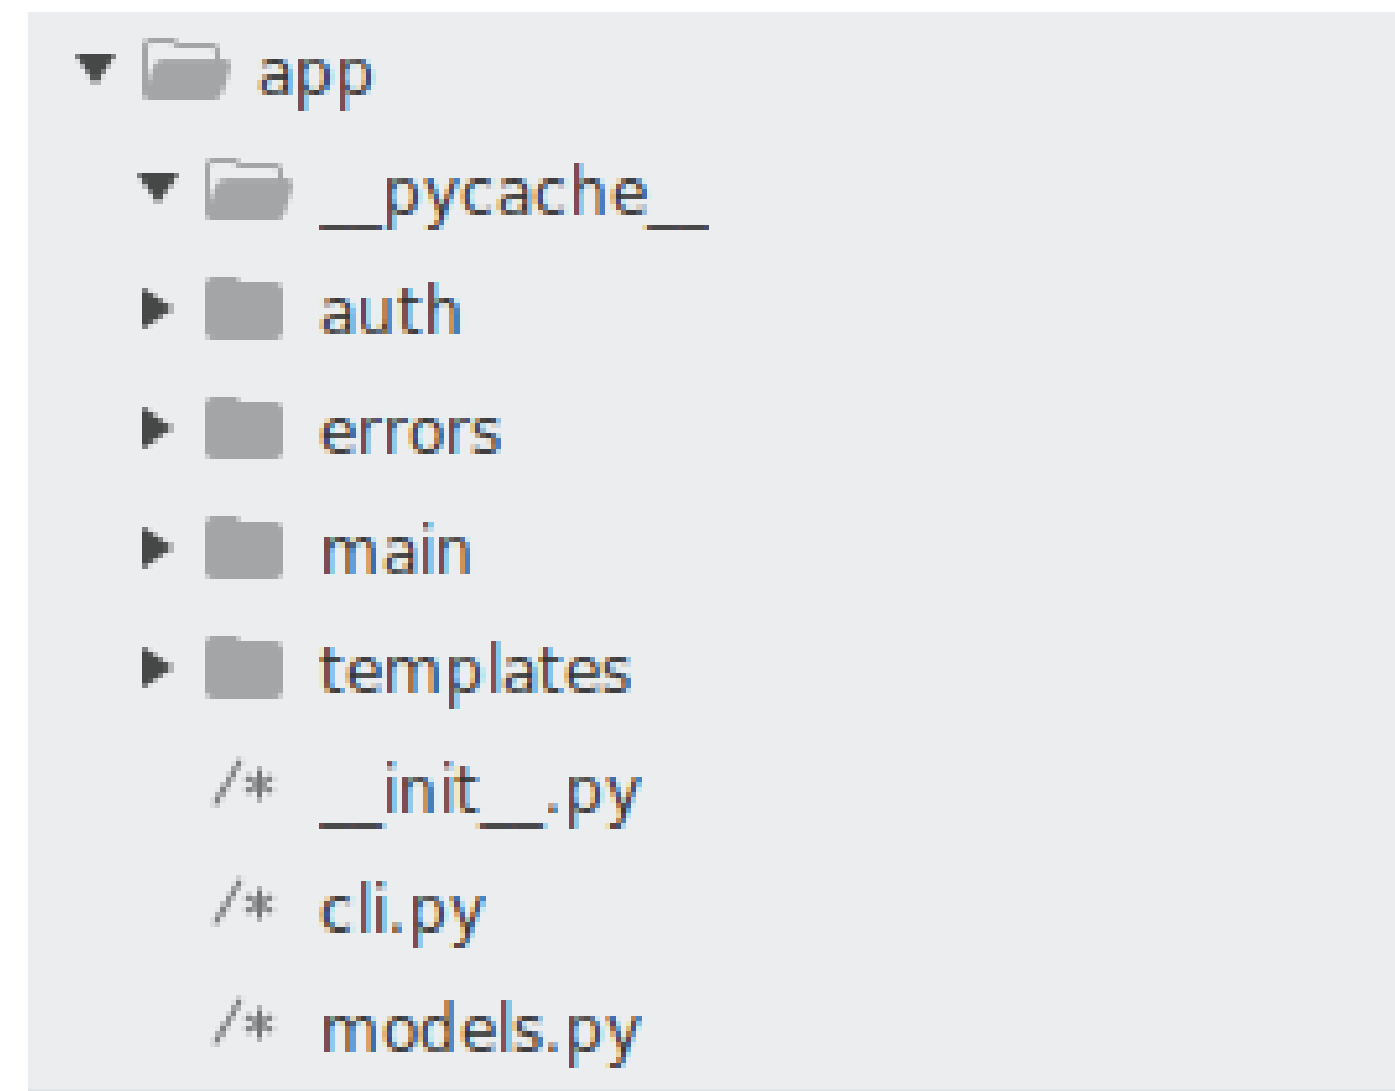 app
__pycache__
auth
errors
main
templates
/* __init__.py
/* cli.py
/* models.py